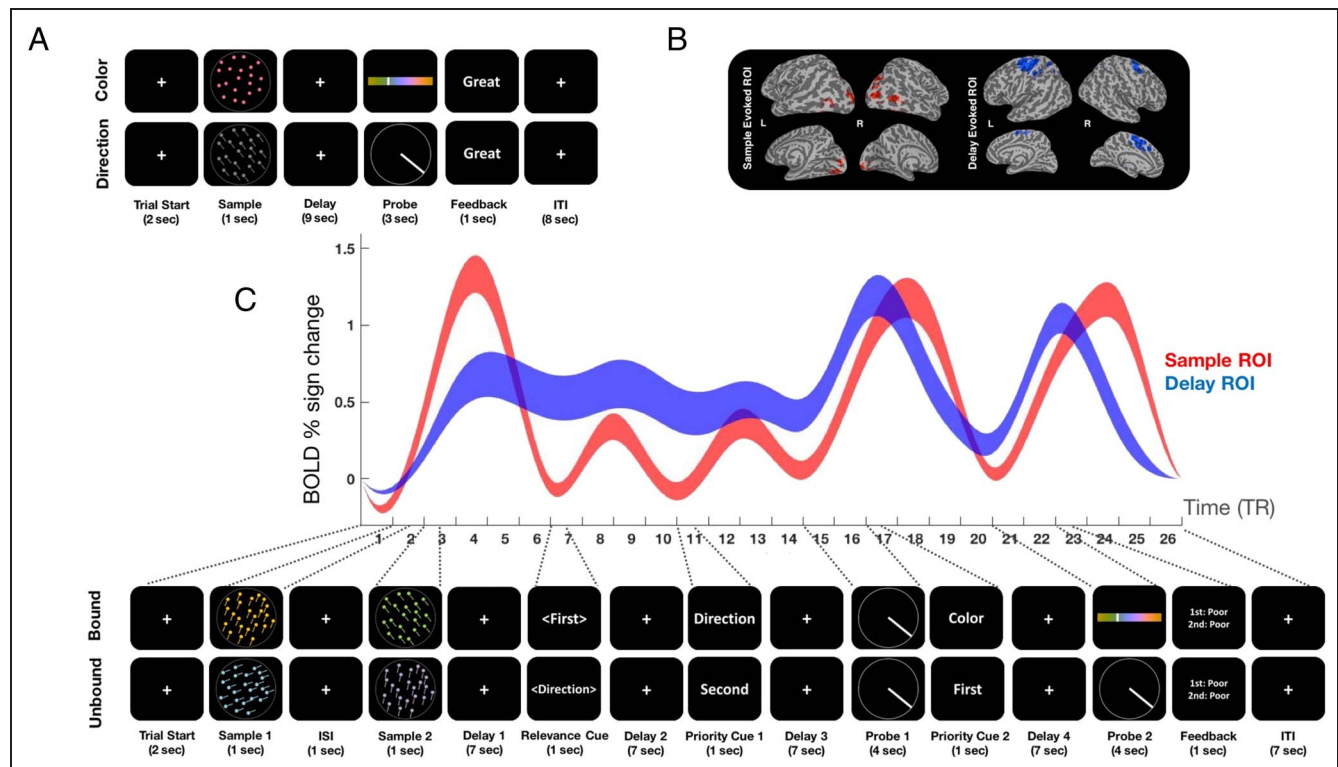 A
Color
Great
Direction
Great
Trial Start
(2 sec)
Sample
(1 sec)
Delay
(9 sec)
Probe
(3 sec)
Feedback
(1 sec)
ITI
(8 sec)
B
Sample Evoked ROI
L
R
Delay Evoked ROI
L
R
C
BOLD % sign change
1.5
1
0.5
0
Sample ROI
Delay ROI
Time (TR)
1 2 3 4 5 6 7 8 9 10 11 12 13 14 15 16 17 18 19 20 21 22 23 24 25 26
Bound
<First>
Direction
Color
1st: Poor
2nd: Poor
Unbound
<Direction>
Second
First
1st: Poor
2nd: Poor
Trial Start
(2 sec)
Sample 1
(1 sec)
ISI
(1 sec)
Sample 2
(1 sec)
Delay 1
(7 sec)
Relevance Cue
(1 sec)
Delay 2
(7 sec)
Priority Cue 1
(1 sec)
Delay 3
(7 sec)
Probe 1
(4 sec)
Priority Cue 2
(1 sec)
Delay 4
(7 sec)
Probe 2
(4 sec)
Feedback
(1 sec)
ITI
(7 sec)